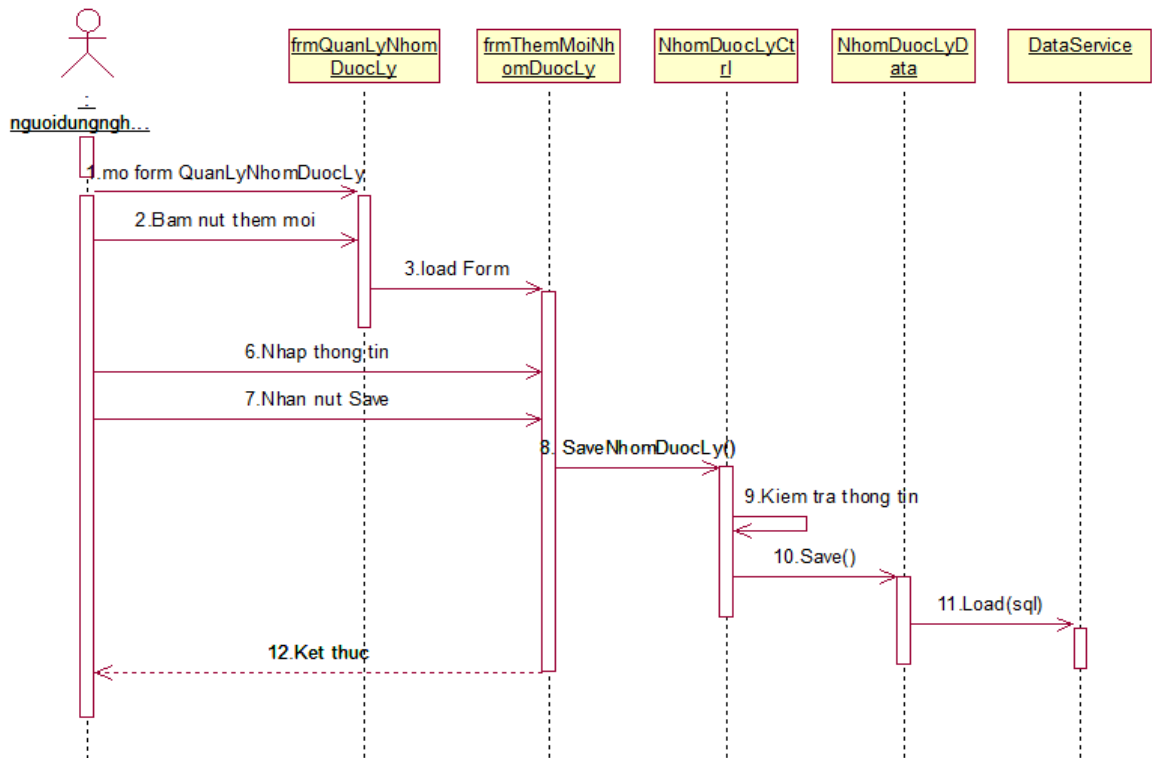 frmQuanLyNhom
DuocLy
frmThemMoiNh
omDuocLy
NhomDuocLyCt
rl
NhomDuocLyD
ata
DataService
:
nguoidungngh...
1.mo form QuanLyNhomDuocLy
2.Bam nut them moi
3.load Form
6.Nhap thong tin
7.Nhan nut Save
8. SaveNhomDuocLy()
9.Kiem tra thong tin
10.Save()
11.Load(sql)
12.Ket thuc